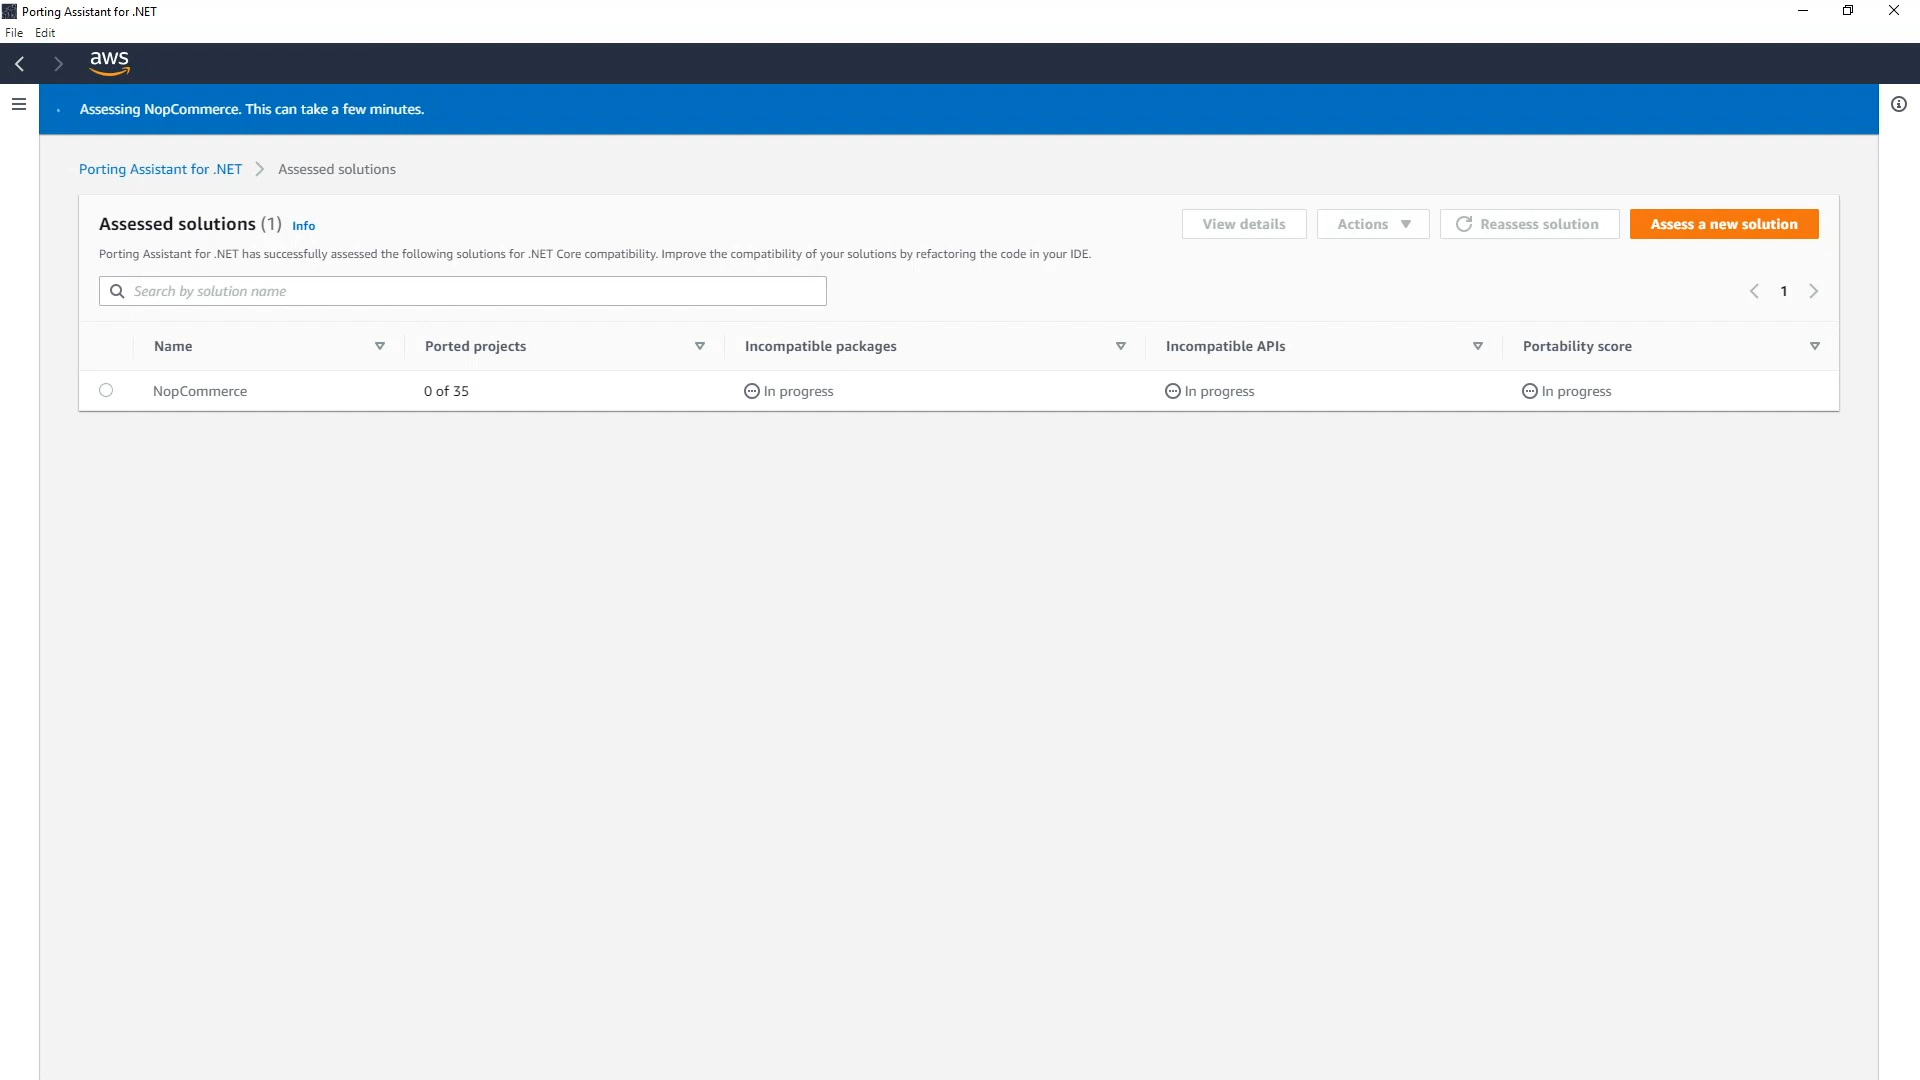 Porting Assistant for .NET
File Edit
aws
Assessing NopCommerce. This can take a few minutes.
Porting Assistant for .NET Assessed solutions
Assessed solutions (1) Info View details Actions Reassess solution Assess a new solution
Porting Assistant for .NET has successfully assessed the following solutions for .NET Core compatibility. Improve the compatibility of your solutions by refactoring the code in your IDE.
Search by solution name 1
Name Ported projects Incompatible packages Incompatible APIs Portability score
NopCommerce 0 of 35 In progress In progress In progress